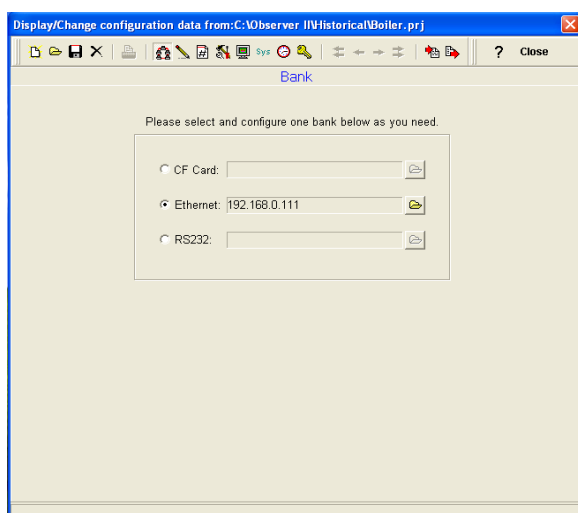 Display/Change configuration data from:C:\Observer II\Historical\Boiler.prj
Sys ? Close
Bank
Please select and configure one bank below as you need.
CF Card:
Ethernet: 192.168.0.111
RS232: